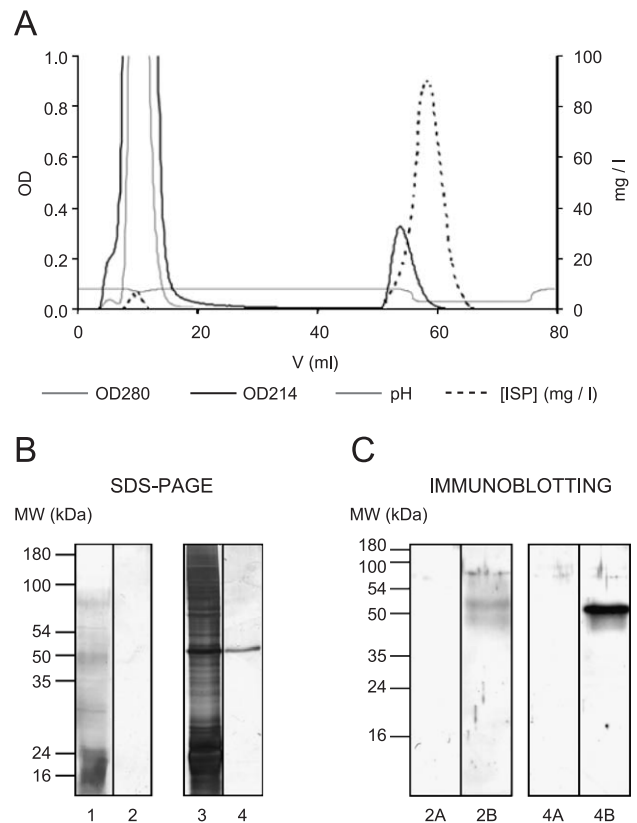 A
1.0
0.8
0.6
0.4
0.2
0.0
OD
100
80
60
40
20
0
mg / l
0 20 40 60 80
V (ml)
OD280 OD214 pH [ISP] (mg / l)
B
SDS-PAGE
MW (kDa)
180
100
54
50
35
24
16
1 2 3 4
C
IMMUNOBLOTTING
MW (kDa)
180
100
54
50
35
24
16
2A 2B 4A 4B